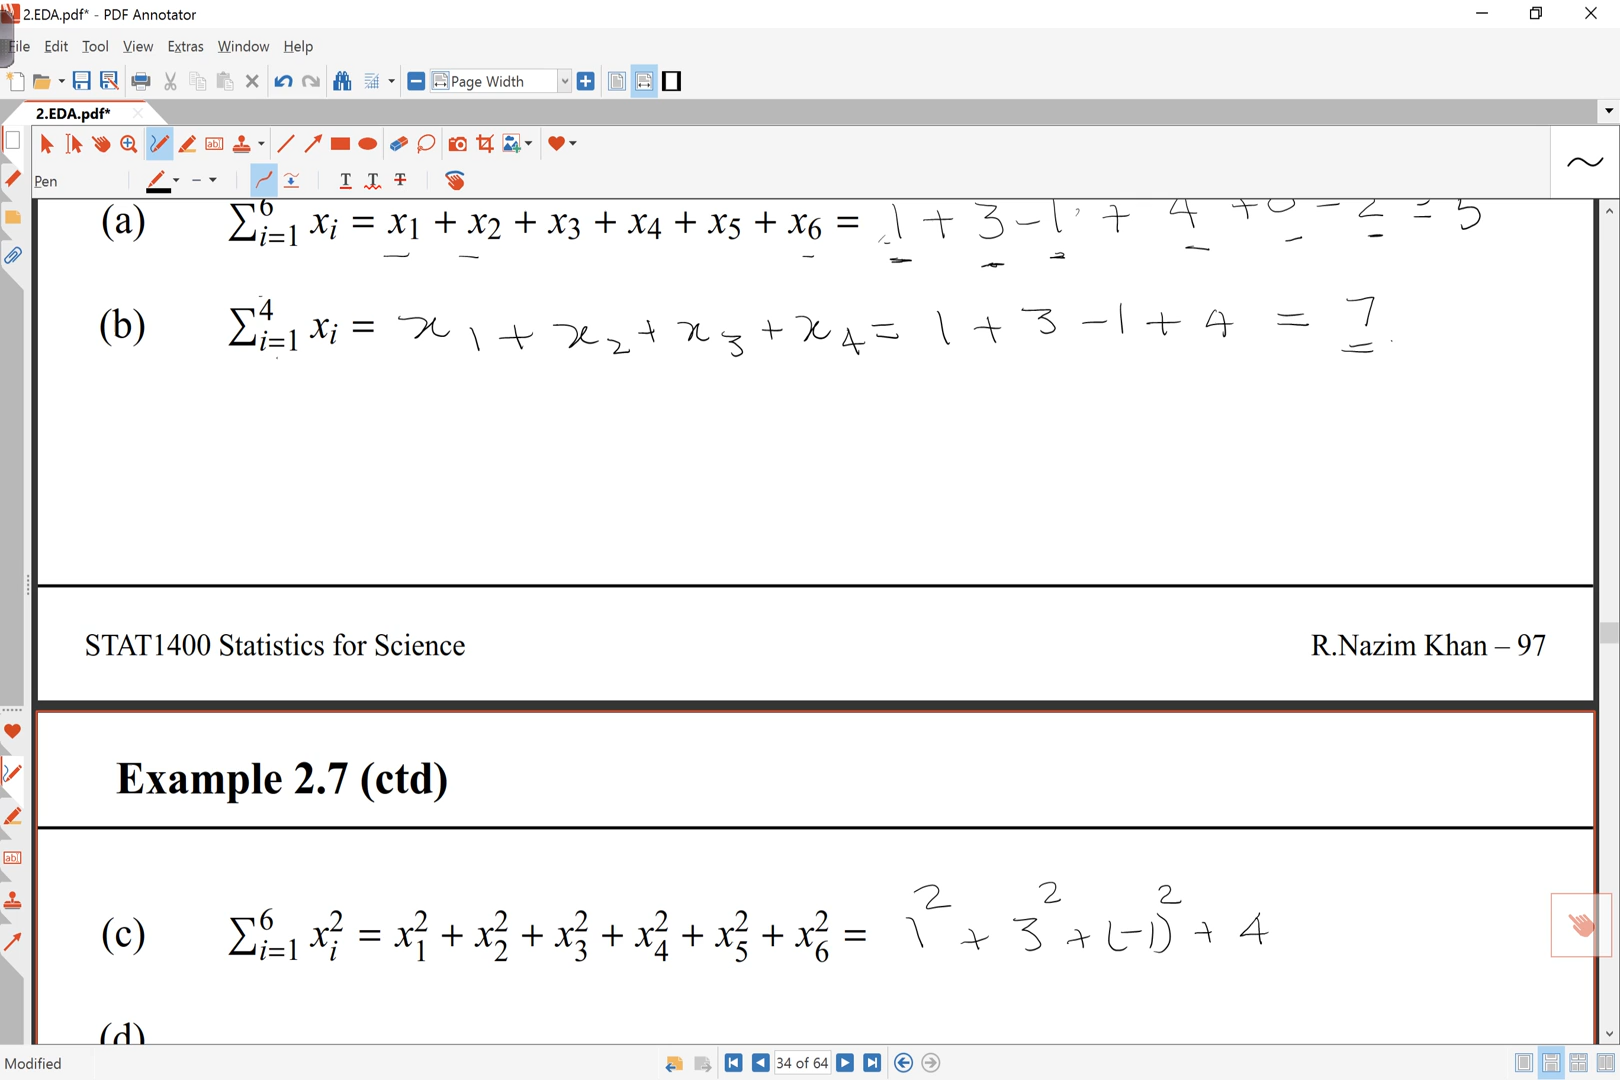 2.EDA.pdf* - PDF Annotator
File Edit Tool View Extras Window Help
Page Width
2.EDA.pdf*
Pen
(a) ∑⁶ᵢ₌₁ xᵢ = x₁ + x₂ + x₃ + x₄ + x₅ + x₆ = 1 + 3 - 1 + 4 + 0 - 2 = 5
(b) ∑⁴ᵢ₌₁ xᵢ = x₁ + x₂ + x₃ + x₄ = 1 + 3 - 1 + 4 = 7
STAT1400 Statistics for Science R.Nazim Khan – 97
Example 2.7 (ctd)
(c) ∑⁶ᵢ₌₁ xᵢ² = x₁² + x₂² + x₃² + x₄² + x₅² + x₆² = 1² + 3² + (-1)² + 4
(d)
Modified 34 of 64